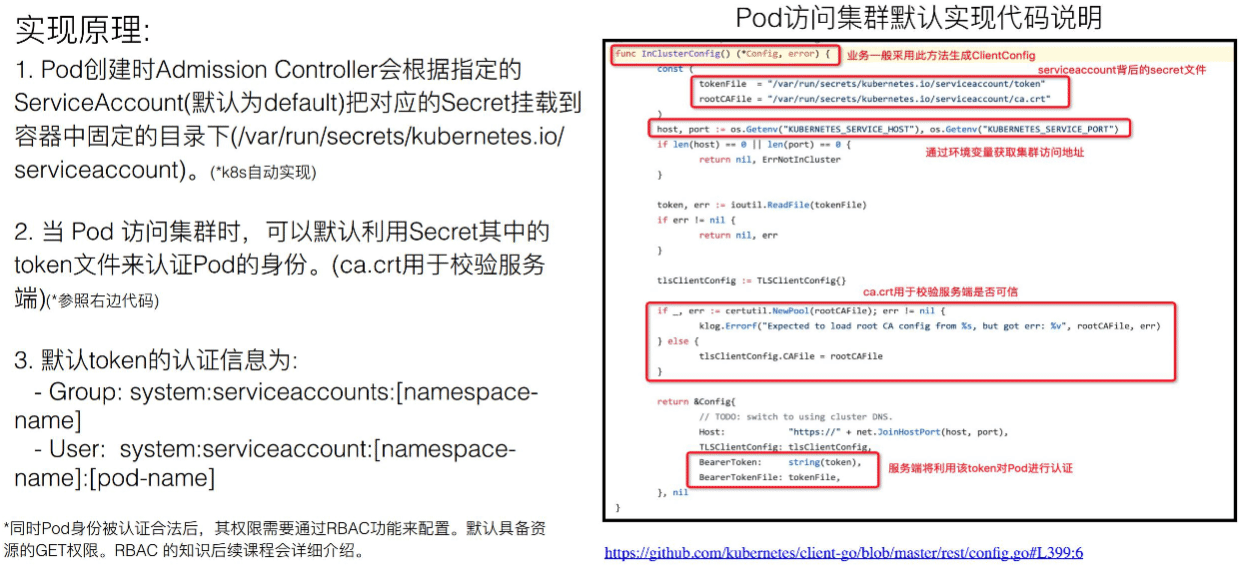 实现原理:
1. Pod创建时Admission Controller会根据指定的
ServiceAccount(默认为default)把对应的Secret挂载到
容器中固定的目录下(/var/run/secrets/kubernetes.io/
serviceaccount)。(*k8s自动实现)
2. 当 Pod 访问集群时，可以默认利用Secret其中的
token文件来认证Pod的身份。(ca.crt用于校验服务
端)(*参照右边代码)
3. 默认token的认证信息为:
- Group: system:serviceaccounts:[namespace-
name]
- User: system:serviceaccount:[namespace-
name]:[pod-name]
*同时Pod身份被认证合法后，其权限需要通过RBAC功能来配置。默认具备资
源的GET权限。RBAC 的知识后续课程会详细介绍。
Pod访问集群默认实现代码说明
func InClusterConfig() (*Config, error) {
业务一般采用此方法生成ClientConfig
const (
serviceaccount背后的secret文件
tokenFile = "/var/run/secrets/kubernetes.io/serviceaccount/token"
rootCAFile = "/var/run/secrets/kubernetes.io/serviceaccount/ca.crt"
)
host, port := os.Getenv("KUBERNETES_SERVICE_HOST"), os.Getenv("KUBERNETES_SERVICE_PORT")
if len(host) == 0 || len(port) == 0 {
通过环境变量获取集群访问地址
return nil, ErrNotInCluster
}
token, err := ioutil.ReadFile(tokenFile)
if err != nil {
return nil, err
}
tlsClientConfig := TLSClientConfig{}
ca.crt用于校验服务端是否可信
if _, err := certutil.NewPool(rootCAFile); err != nil {
klog.Errorf("Expected to load root CA config from %s, but got err: %v", rootCAFile, err)
} else {
tlsClientConfig.CAFile = rootCAFile
}
return &Config{
// TODO: switch to using cluster DNS.
Host: "https://" + net.JoinHostPort(host, port),
TLSClientConfig: tlsClientConfig,
BearerToken: string(token),
服务端将利用该token对Pod进行认证
BearerTokenFile: tokenFile,
}, nil
}
https://github.com/kubernetes/client-go/blob/master/rest/config.go#L399:6